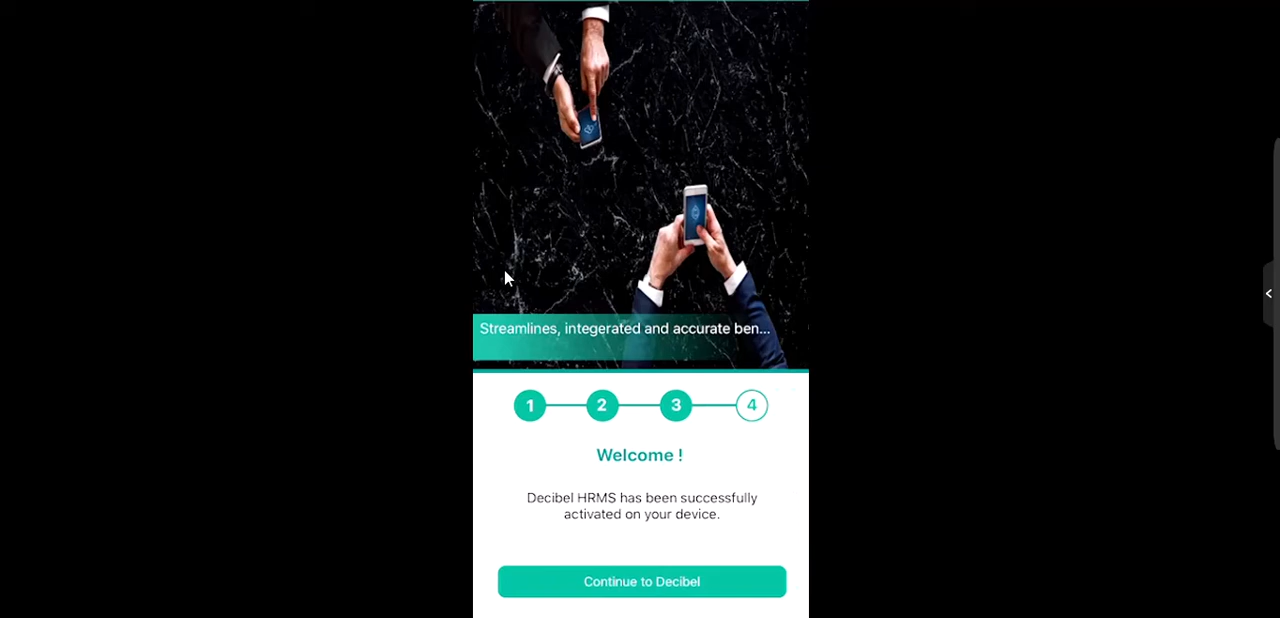 Streamlines, integerated and accurate ben...
1 2 3 4
Welcome !
Decibel HRMS has been successfully
activated on your device.
Continue to Decibel